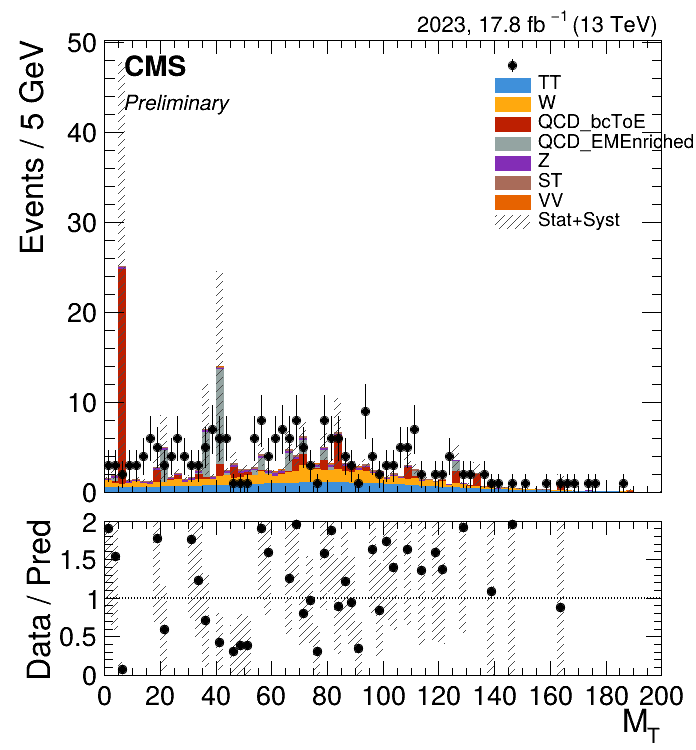 2023, 17.8 fb⁻¹ (13 TeV)
Events / 5 GeV
50
40
30
20
10
0
CMS
Preliminary
TT
W
QCD_bcToE
QCD_EMEnriched
Z
ST
VV
Stat+Syst
Data / Pred
2
1.5
1
0.5
0
0 20 40 60 80 100 120 140 160 180 200
M_T